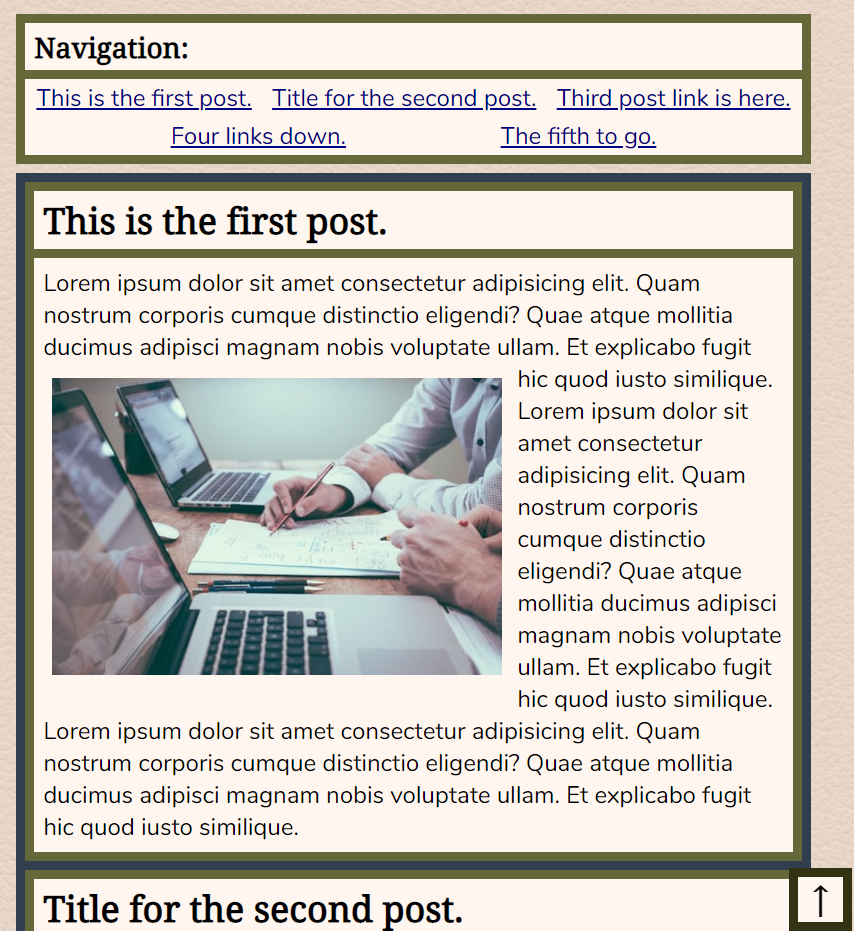 Navigation:
This is the first post. Title for the second post. Third post link is here.
Four links down. The fifth to go.
This is the first post.
Lorem ipsum dolor sit amet consectetur adipisicing elit. Quam
nostrum corporis cumque distinctio eligendi? Quae atque mollitia
ducimus adipisci magnam nobis voluptate ullam. Et explicabo fugit
hic quod iusto similique.
Lorem ipsum dolor sit
amet consectetur
adipisicing elit. Quam
nostrum corporis
cumque distinctio
eligendi? Quae atque
mollitia ducimus adipisci
magnam nobis voluptate
ullam. Et explicabo fugit
hic quod iusto similique.
Lorem ipsum dolor sit amet consectetur adipisicing elit. Quam
nostrum corporis cumque distinctio eligendi? Quae atque mollitia
ducimus adipisci magnam nobis voluptate ullam. Et explicabo fugit
hic quod iusto similique.
Title for the second post.
↑